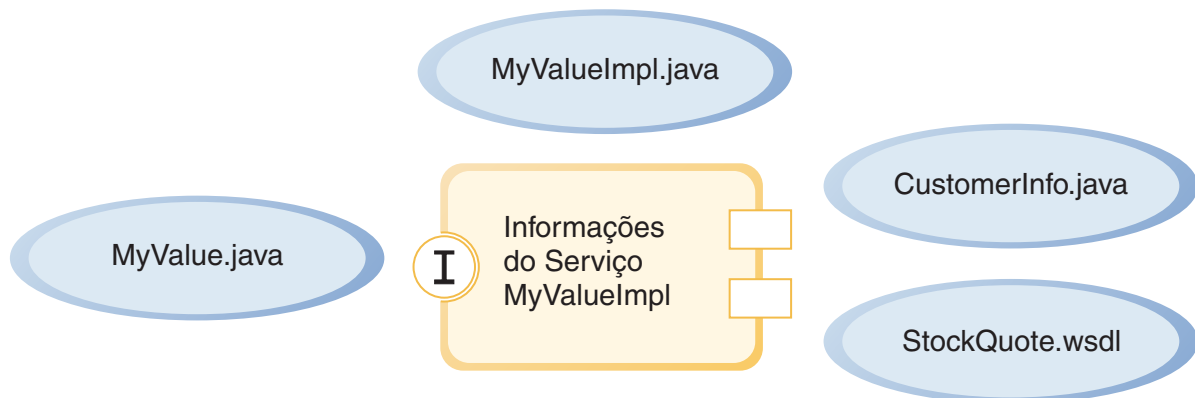 MyValueImpl.java
CustomerInfo.java
MyValue.java
I
Informações
do Serviço
MyValueImpl
StockQuote.wsdl